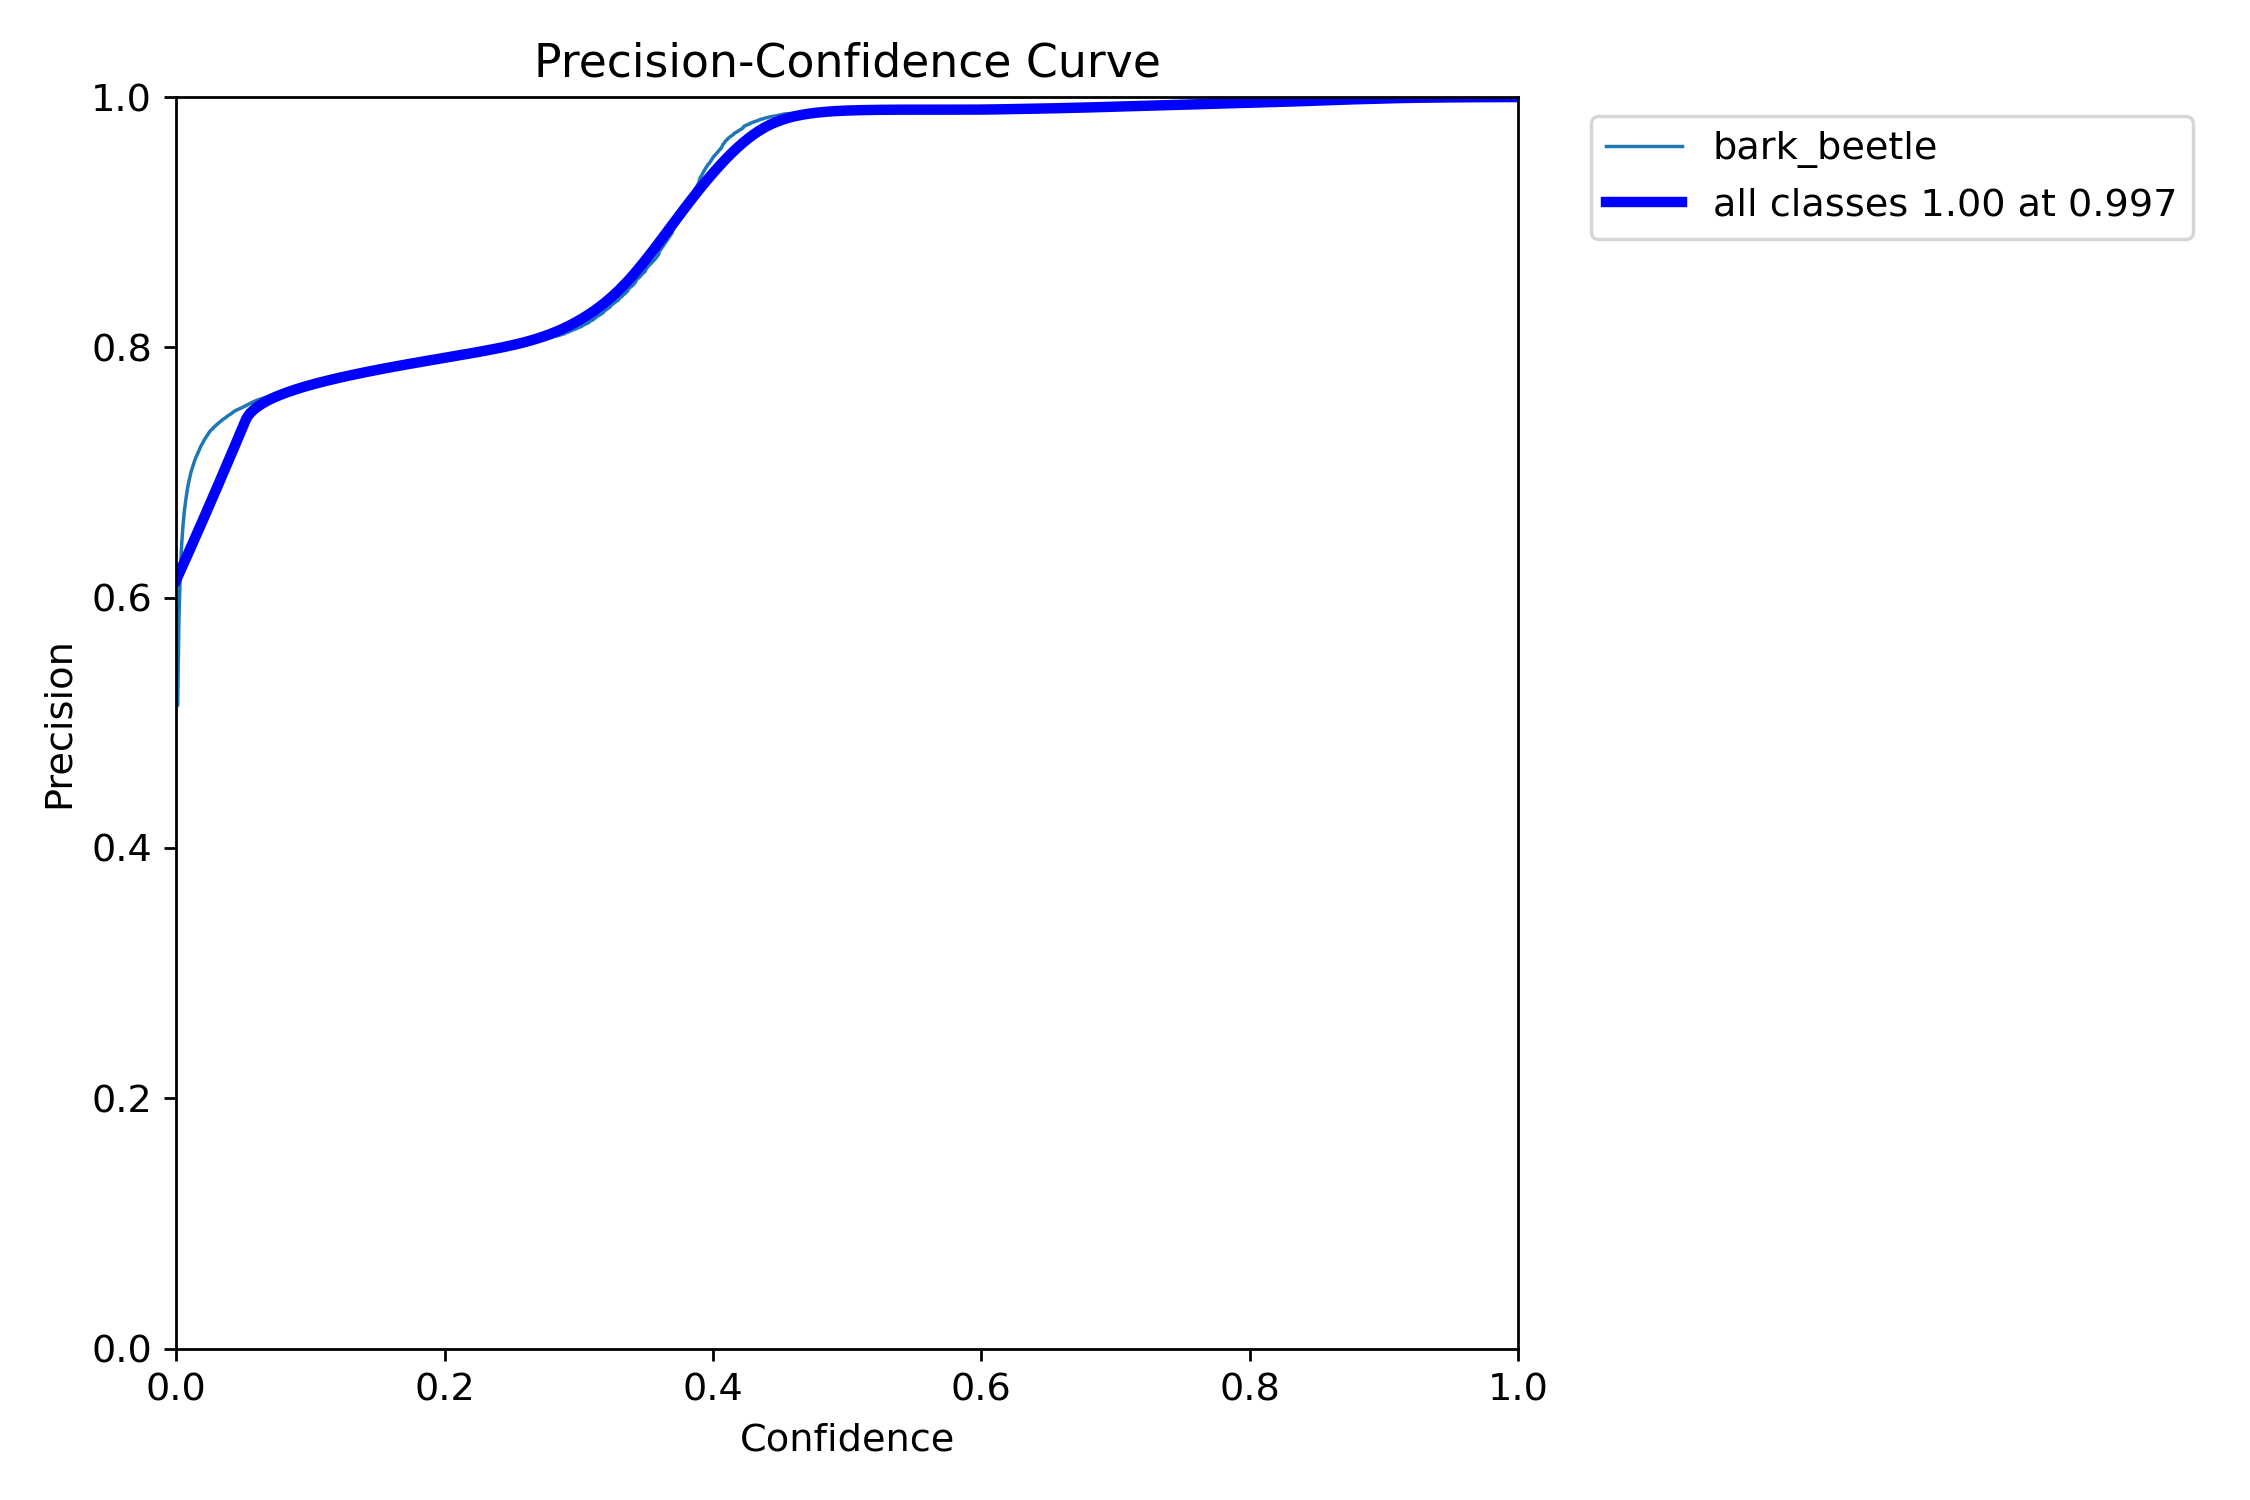 Precision-Confidence Curve
1.0
0.8
0.6
0.4
0.2
0.0
Precision
0.0 0.2 0.4 0.6 0.8 1.0
Confidence
bark_beetle
all classes 1.00 at 0.997